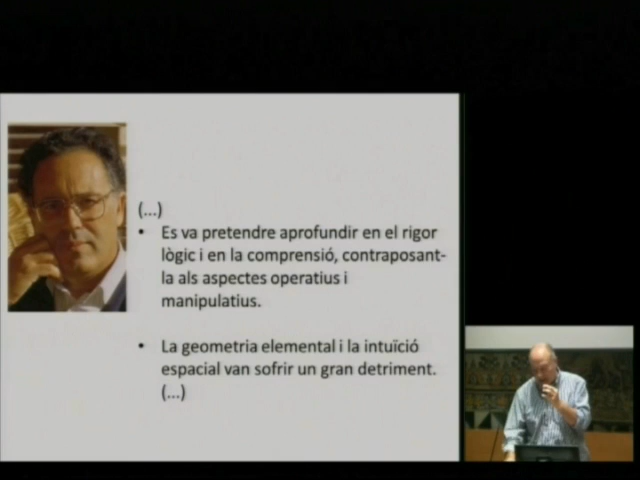 (...)
• Es va pretendre aprofundir en el rigor
lògic i en la comprensió, contraposant-
la als aspectes operatius i
manipulatius.
• La geometria elemental i la intuïció
espacial van sofrir un gran detriment.
(...)